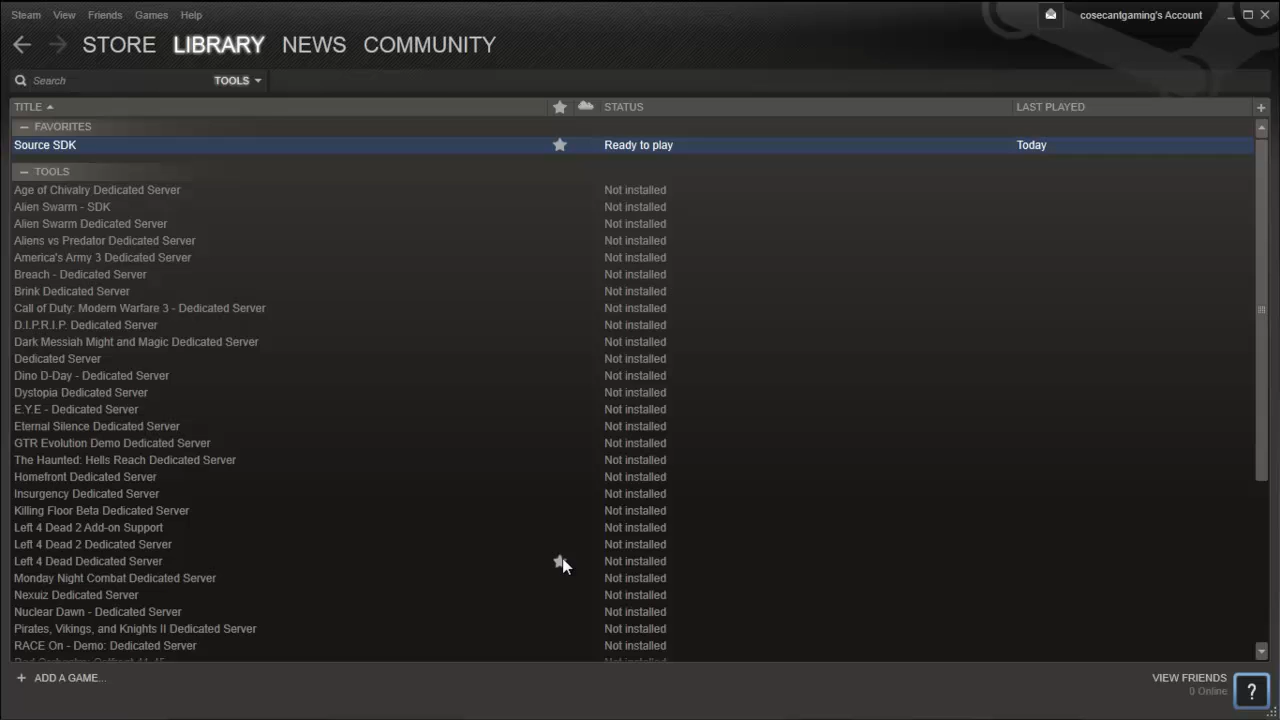 Steam View Friends Games Help cosecantgaming's Account
STORE LIBRARY NEWS COMMUNITY
Search TOOLS
TITLE STATUS LAST PLAYED
— FAVORITES
Source SDK Ready to play Today
— TOOLS
Age of Chivalry Dedicated Server Not installed
Alien Swarm - SDK Not installed
Alien Swarm Dedicated Server Not installed
Aliens vs Predator Dedicated Server Not installed
America's Army 3 Dedicated Server Not installed
Breach - Dedicated Server Not installed
Brink Dedicated Server Not installed
Call of Duty: Modern Warfare 3 - Dedicated Server Not installed
D.I.P.R.I.P. Dedicated Server Not installed
Dark Messiah Might and Magic Dedicated Server Not installed
Dedicated Server Not installed
Dino D-Day - Dedicated Server Not installed
Dystopia Dedicated Server Not installed
E.Y.E - Dedicated Server Not installed
Eternal Silence Dedicated Server Not installed
GTR Evolution Demo Dedicated Server Not installed
The Haunted: Hells Reach Dedicated Server Not installed
Homefront Dedicated Server Not installed
Insurgency Dedicated Server Not installed
Killing Floor Beta Dedicated Server Not installed
Left 4 Dead 2 Add-on Support Not installed
Left 4 Dead 2 Dedicated Server Not installed
Left 4 Dead Dedicated Server Not installed
Monday Night Combat Dedicated Server Not installed
Nexuiz Dedicated Server Not installed
Nuclear Dawn - Dedicated Server Not installed
Pirates, Vikings, and Knights II Dedicated Server Not installed
RACE On - Demo: Dedicated Server Not installed
+ ADD A GAME... VIEW FRIENDS
0 Online
?